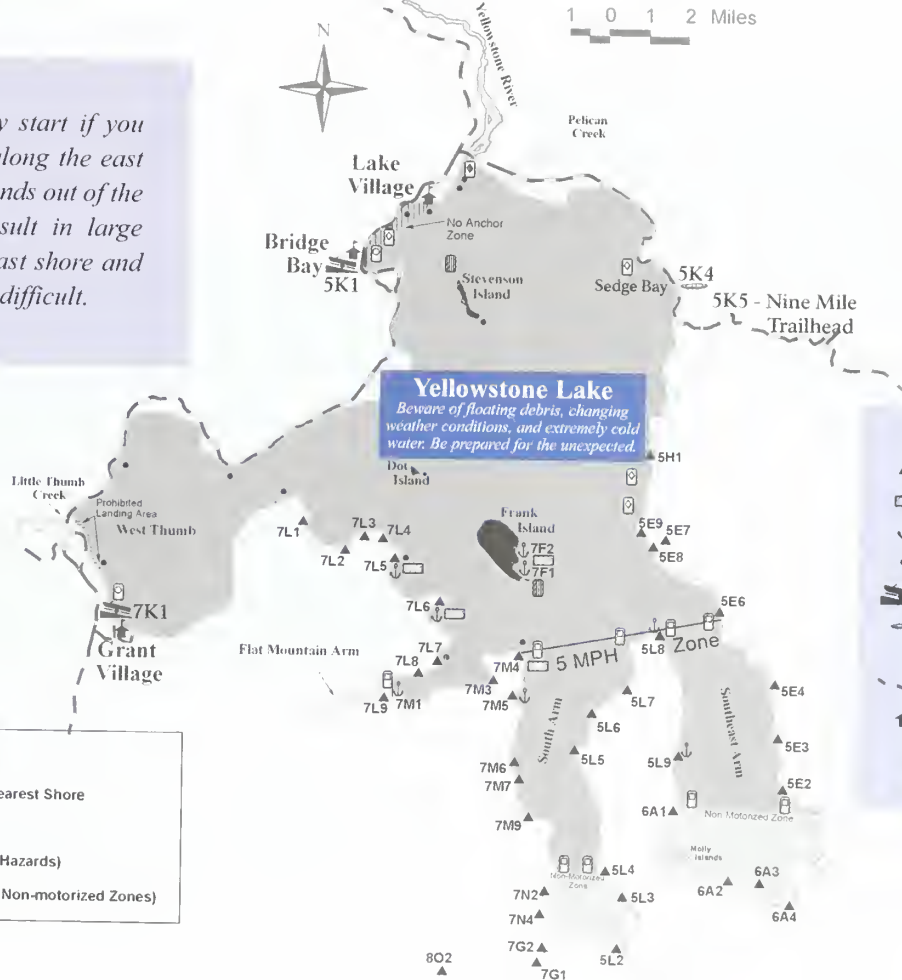 1 0 1 2 Miles
Yellowstone River
N
Pelican
Creek
y start if you
along the east
ands out of the
sult in large
ast shore and
difficult.
Lake
Village
No Anchor
Zone
Bridge
Bay
5K1
Stevenson
Island
Sedge Bay
5K4
5K5 - Nine Mile
Trailhead
Yellowstone Lake
Beware of floating debris, changing
weather conditions, and extremely cold
water. Be prepared for the unexpected.
Dot
Island
5H1
Little Thumb
Creek
Prohibited
Landing Area
West Thumb
7L1
7L2
7L3
7L4
7L5
Frank
Island
7F2
7F1
5E9
5E7
5E8
7L6
5E6
7K1
Grant
Village
Flat Mountain Arm
7L7
7L8
7L9
7M1
7M4
7M3
7M5
5 MPH Zone
5L8
5L7
5L6
5L5
South Arm
Southeast Arm
5E4
5E3
5E2
5L9
6A1
Non-Motorized Zone
7M6
7M7
7M9
Molly
Islands
6A2
6A3
6A4
Non-Motorized
Zone
5L4
5L3
7N2
7N4
7G2
7G1
5L2
8O2
earest Shore
Hazards)
Non-motorized Zones)